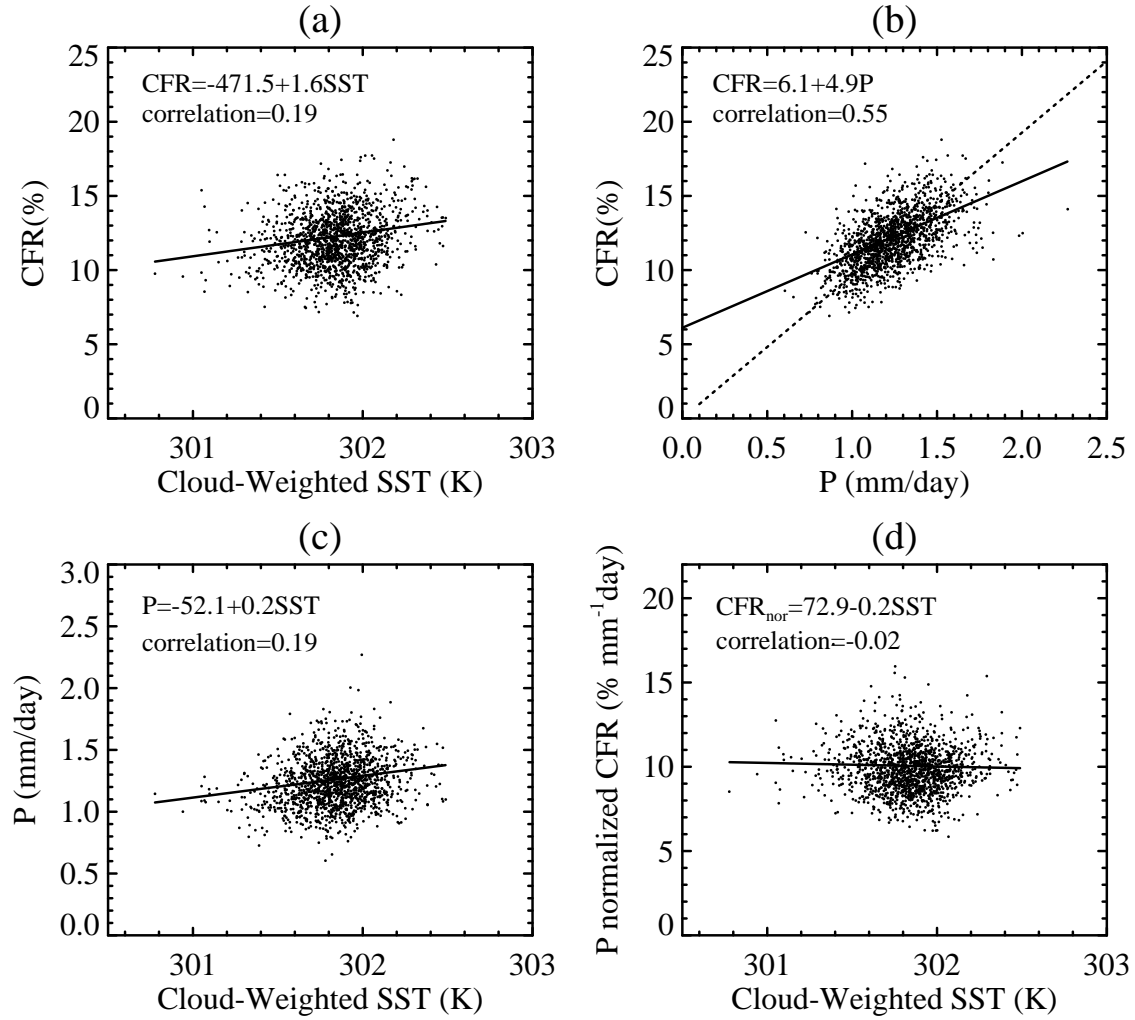 (a)
CFR=-471.5+1.6SST
correlation=0.19
CFR(%)
25
20
15
10
5
0
301 302 303
Cloud-Weighted SST (K)
(b)
CFR=6.1+4.9P
correlation=0.55
CFR(%)
25
20
15
10
5
0
0.0 0.5 1.0 1.5 2.0 2.5
P (mm/day)
(c)
P=-52.1+0.2SST
correlation=0.19
P (mm/day)
3.0
2.5
2.0
1.5
1.0
0.5
0.0
301 302 303
Cloud-Weighted SST (K)
(d)
CFRnor=72.9-0.2SST
correlation=-0.02
P normalized CFR (% mm-1day)
20
15
10
5
0
301 302 303
Cloud-Weighted SST (K)